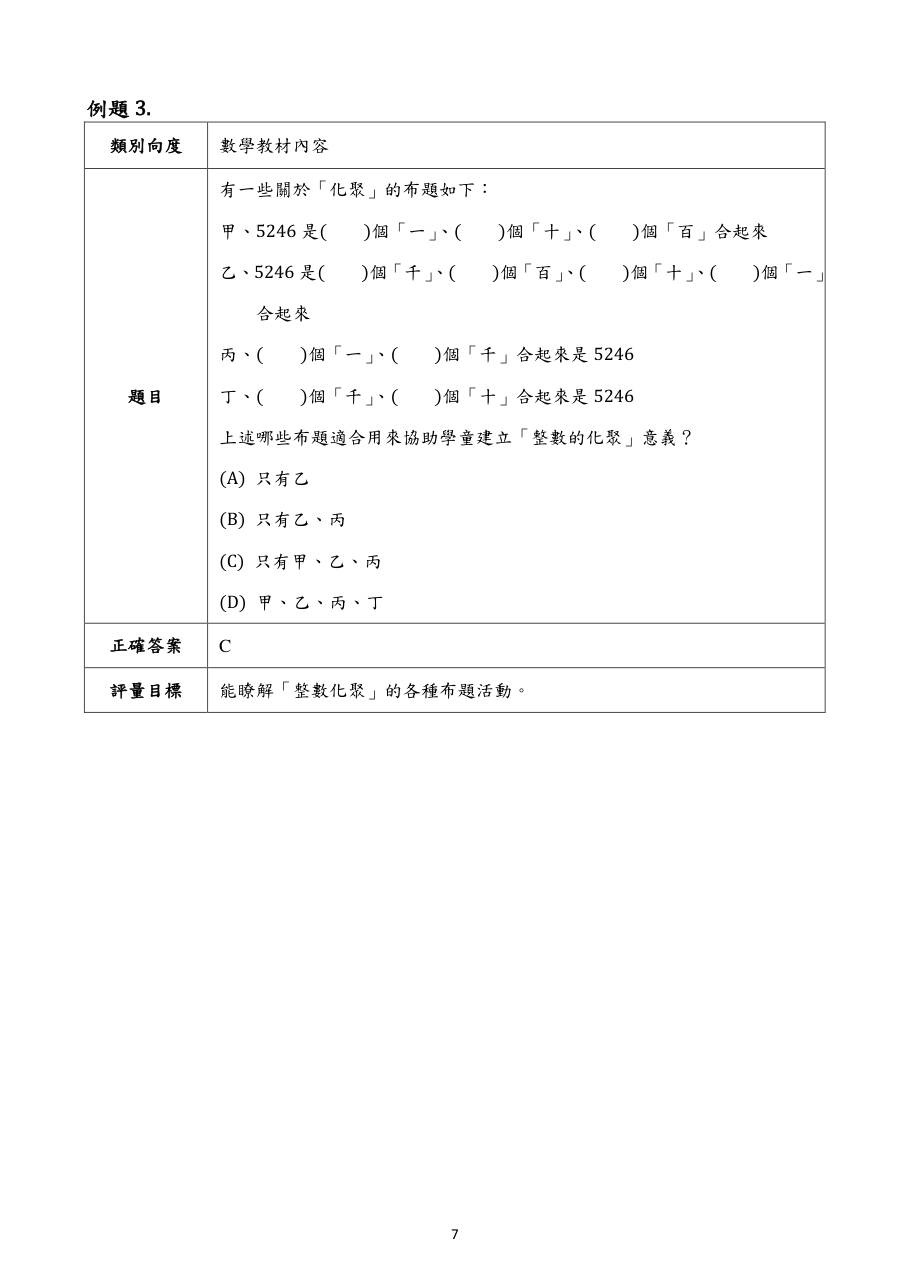 例題 3.
類別向度
數學教材內容
題目
有一些關於「化聚」的布題如下：
甲、5246 是(　　)個「一」、(　　)個「十」、(　　)個「百」合起來
乙、5246 是(　　)個「千」、(　　)個「百」、(　　)個「十」、(　　)個「一」
合起來
丙、(　　)個「一」、(　　)個「千」合起來是 5246
丁、(　　)個「千」、(　　)個「十」合起來是 5246
上述哪些布題適合用來協助學童建立「整數的化聚」意義？
(A) 只有乙
(B) 只有乙、丙
(C) 只有甲、乙、丙
(D) 甲、乙、丙、丁
正確答案
C
評量目標
能瞭解「整數化聚」的各種布題活動。
7